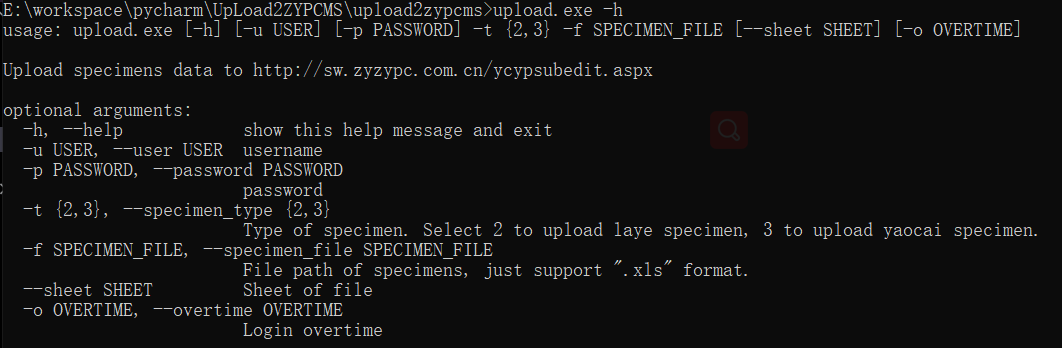 E:\workspace\pycharm\UpLoad2ZYPCMS\upload2zypcms>upload.exe -h
usage: upload.exe [-h] [-u USER] [-p PASSWORD] -t {2,3} -f SPECIMEN_FILE [--sheet SHEET] [-o OVERTIME]
Upload specimens data to http://sw.zyzypc.com.cn/ycypsubedit.aspx
optional arguments:
-h, --help show this help message and exit
-u USER, --user USER username
-p PASSWORD, --password PASSWORD
password
-t {2,3}, --specimen_type {2,3}
Type of specimen. Select 2 to upload laye specimen, 3 to upload yaocai specimen.
-f SPECIMEN_FILE, --specimen_file SPECIMEN_FILE
File path of specimens, just support ".xls" format.
--sheet SHEET Sheet of file
-o OVERTIME, --overtime OVERTIME
Login overtime